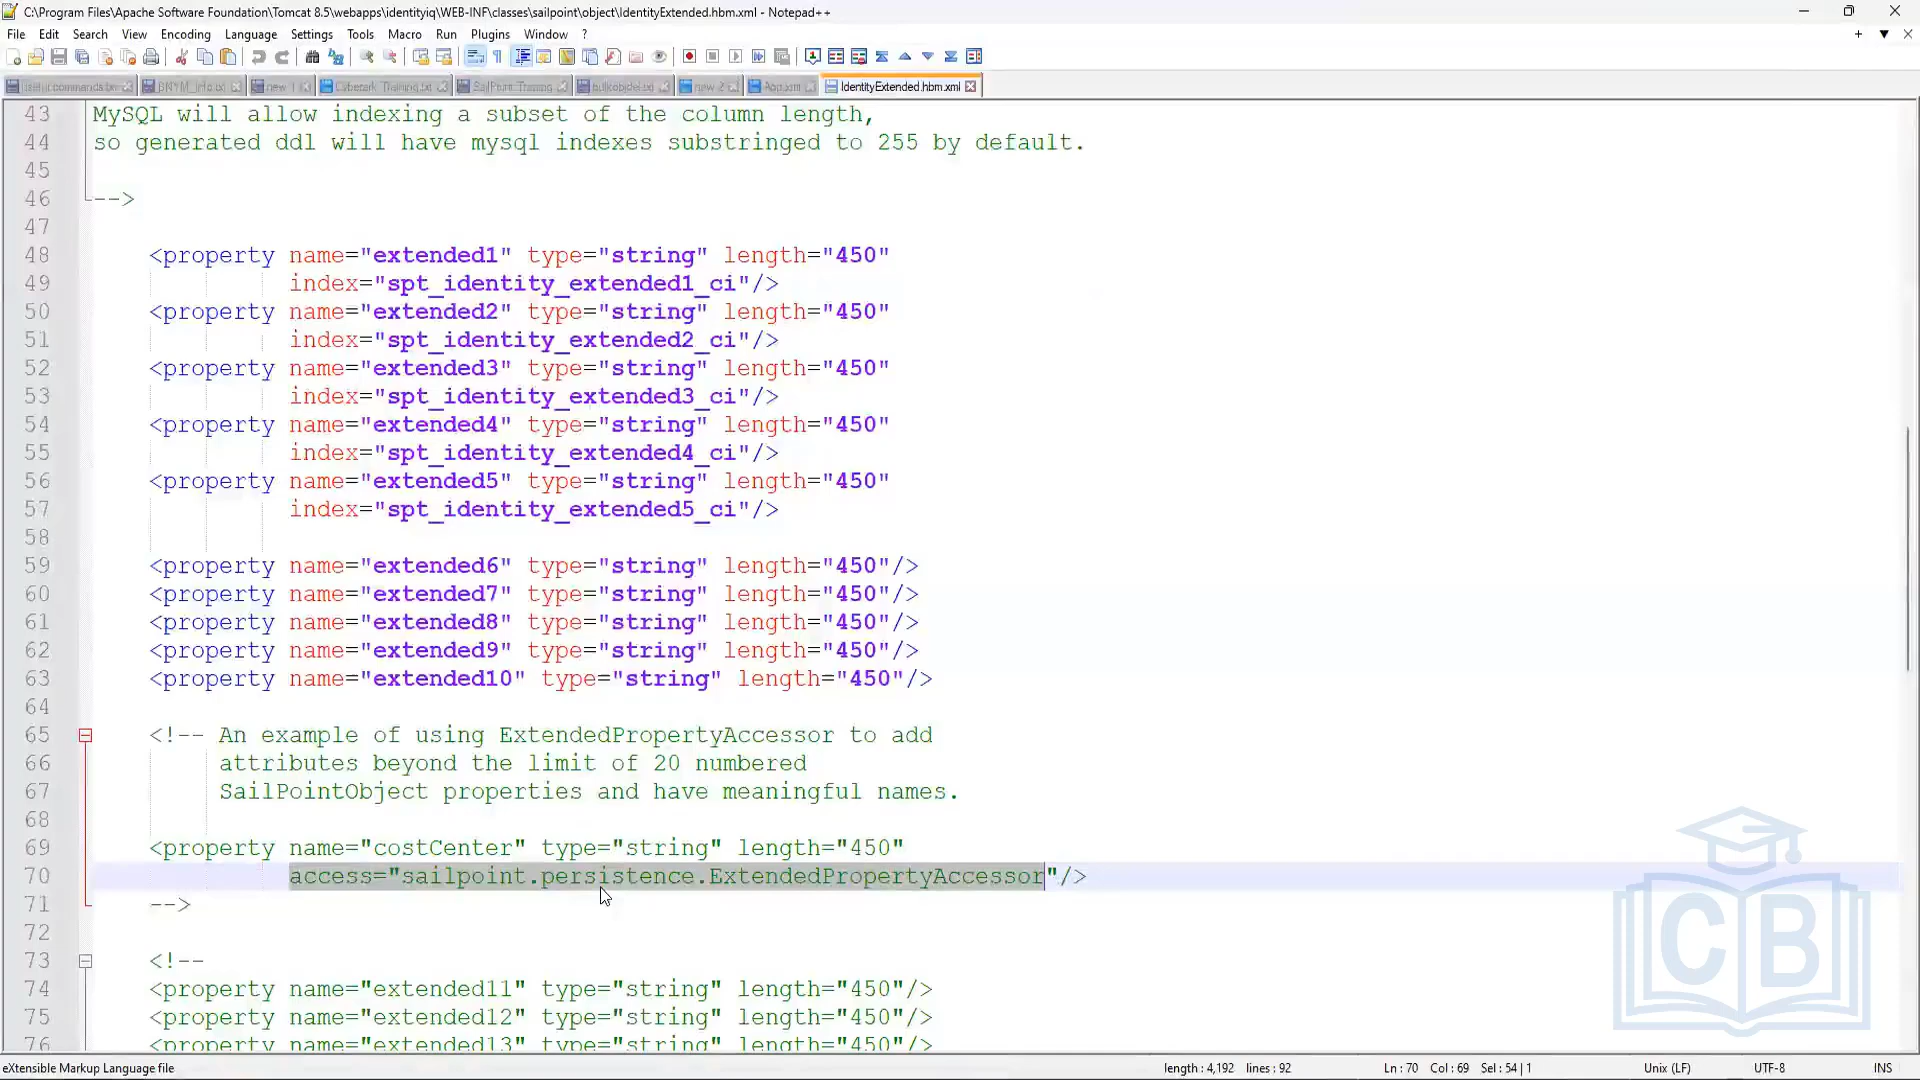 C:\Program Files\Apache Software Foundation\Tomcat 8.5\webapps\identityiq\WEB-INF\classes\sailpoint\object\IdentityExtended.hbm.xml - Notepad++
File Edit Search View Encoding Language Settings Tools Macro Run Plugins Window ?
new 1 Cyberark_Training.txt new 2 IdentityExtended.hbm.xml
43 MySQL will allow indexing a subset of the column length,
44 so generated ddl will have mysql indexes substringed to 255 by default.
45
46 -->
47
48 <property name="extended1" type="string" length="450"
49 index="spt_identity_extended1_ci"/>
50 <property name="extended2" type="string" length="450"
51 index="spt_identity_extended2_ci"/>
52 <property name="extended3" type="string" length="450"
53 index="spt_identity_extended3_ci"/>
54 <property name="extended4" type="string" length="450"
55 index="spt_identity_extended4_ci"/>
56 <property name="extended5" type="string" length="450"
57 index="spt_identity_extended5_ci"/>
58
59 <property name="extended6" type="string" length="450"/>
60 <property name="extended7" type="string" length="450"/>
61 <property name="extended8" type="string" length="450"/>
62 <property name="extended9" type="string" length="450"/>
63 <property name="extended10" type="string" length="450"/>
64
65 <!-- An example of using ExtendedPropertyAccessor to add
66 attributes beyond the limit of 20 numbered
67 SailPointObject properties and have meaningful names.
68
69 <property name="costCenter" type="string" length="450"
70 access="sailpoint.persistence.ExtendedPropertyAccessor"/>
71 -->
72
73 <!--
74 <property name="extended11" type="string" length="450"/>
75 <property name="extended12" type="string" length="450"/>
76 <property name="extended13" type="string" length="450"/>
CB
eXtensible Markup Language file length : 4,192 lines : 92 Ln : 70 Col : 69 Sel : 54 | 1 Unix (LF) UTF-8 INS